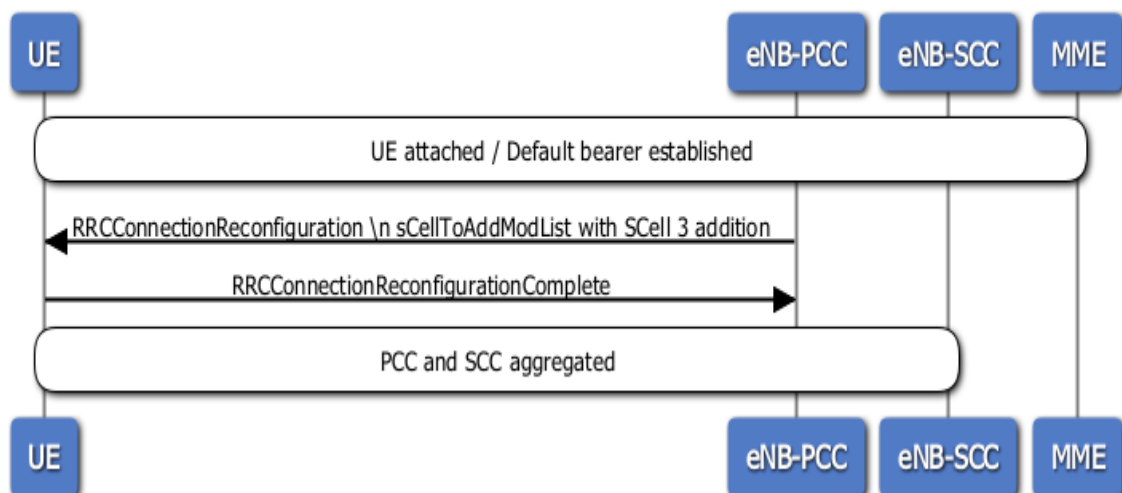 UE eNB-PCC eNB-SCC MME
UE attached / Default bearer established
RRCConnectionReconfiguration \n sCellToAddModList with SCell 3 addition
RRCConnectionReconfigurationComplete
PCC and SCC aggregated
UE eNB-PCC eNB-SCC MME